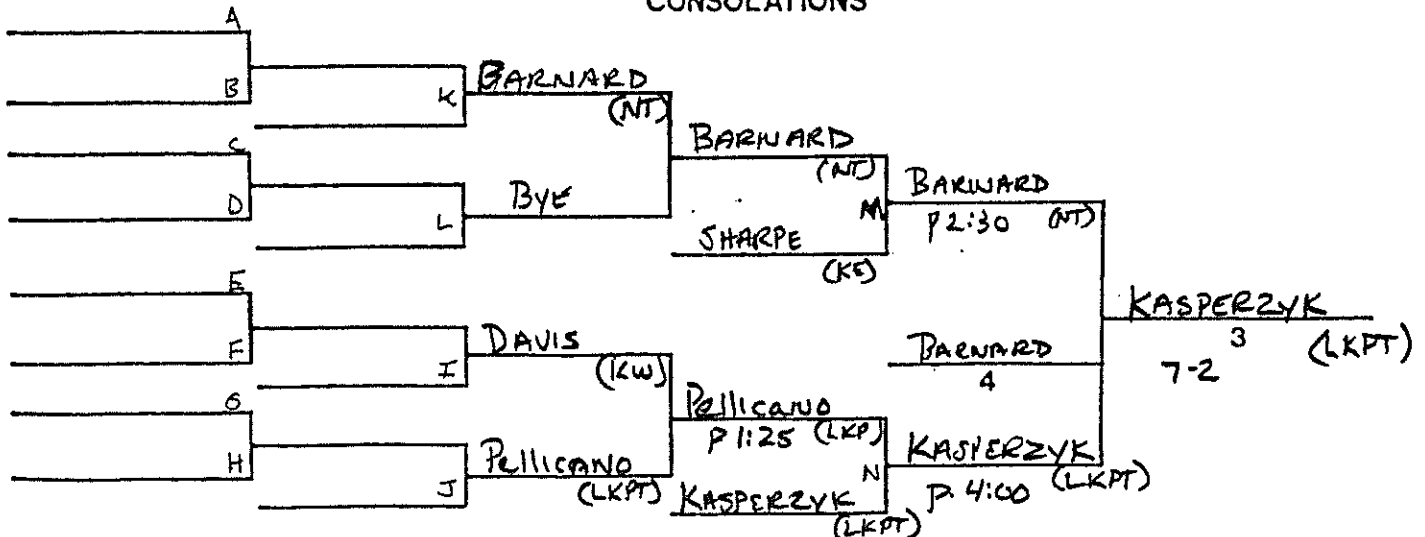 CONSOLATIONS
A
B
K
BARNARD
(NT)
C
D
L
BYE
BARNARD
(NT)
SHARPE
(KE)
M
BARNARD
P 2:30 (NT)
E
F
I
DAVIS
(KW)
G
H
J
Pellicano
(LKPT)
Pellicano
P 1:25 (LKP)
KASPERZYK
(LKPT)
N
KASPERZYK
P. 4:00 (LKPT)
BARNARD
4
KASPERZYK
3 (LKPT)
7-2